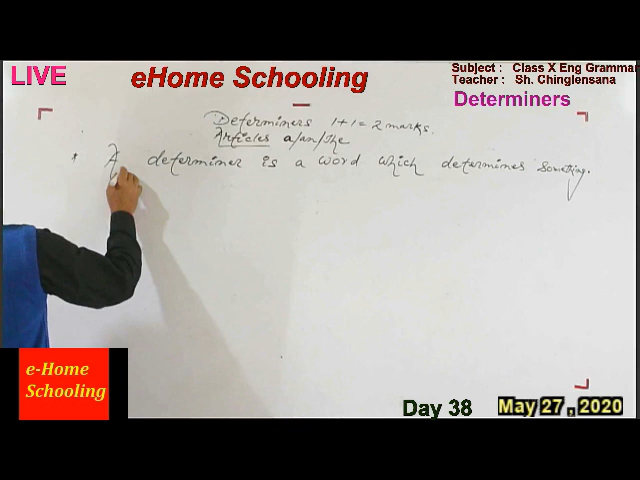 LIVE
eHome Schooling
Subject : Class X Eng Grammar
Teacher : Sh. Chinglensana
Determiners
Determiners 1+1=2 marks.
Articles a/an/the
* A determiner is a word which determines something.
e-Home
Schooling
Day 38
May 27 , 2020